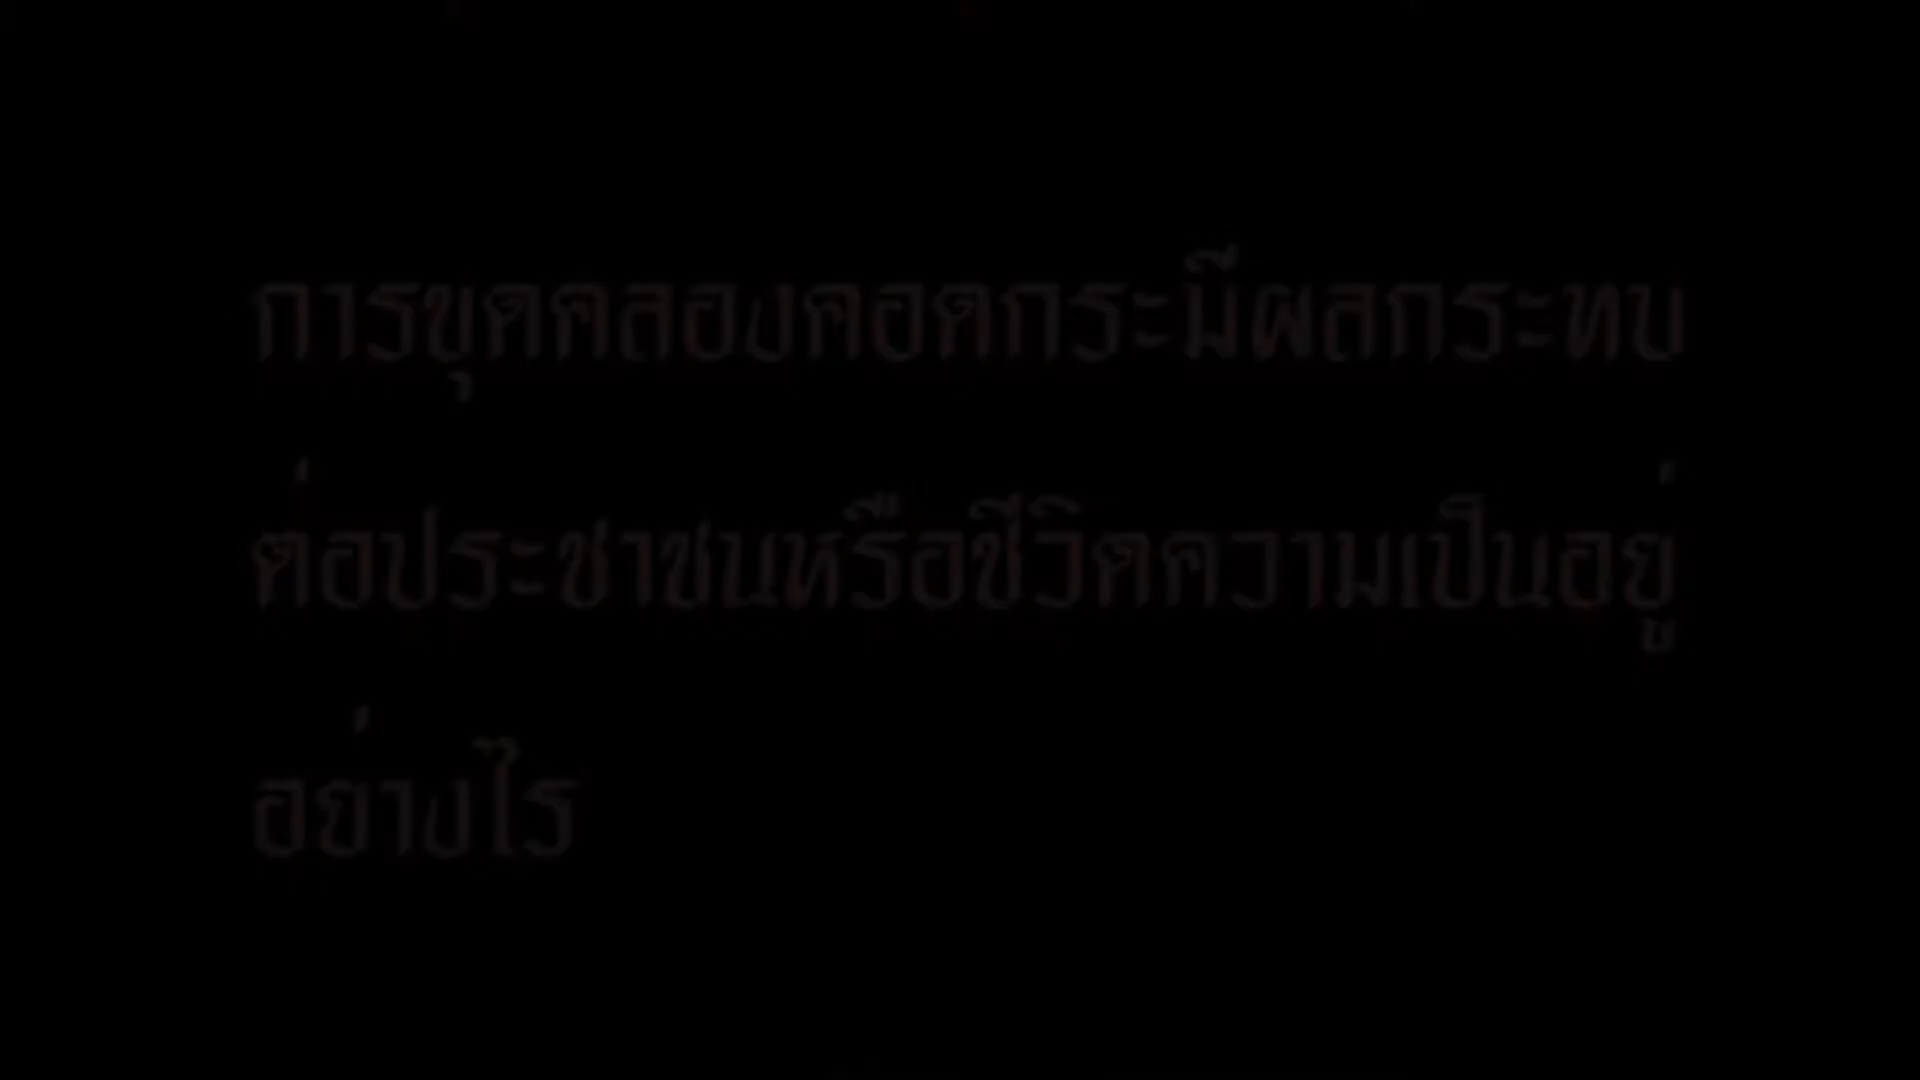 การขุดคลองคอดกระมีผลกระทบ
ต่อประชาชนหรือชีวิตความเป็นอยู่
อย่างไร